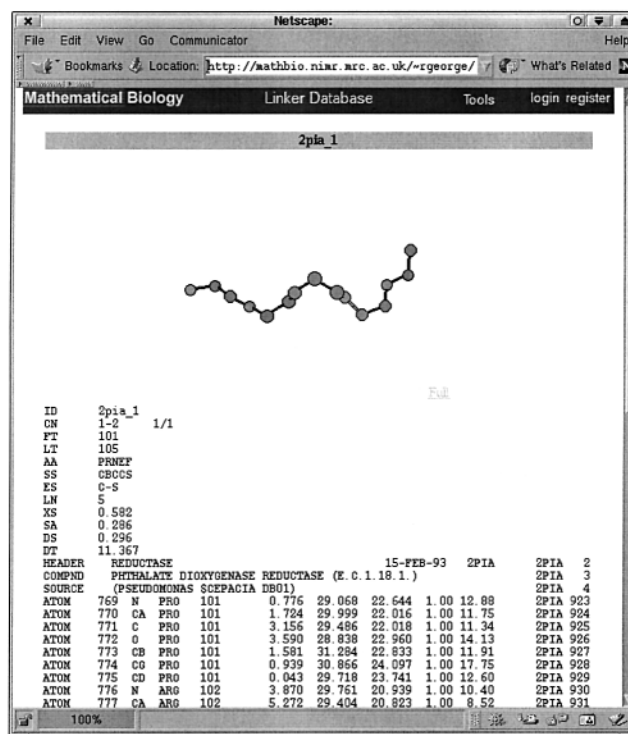 Netscape:
File Edit View Go Communicator Help
Bookmarks Location: http://mathbio.nimr.mrc.ac.uk/~rgeorge/ What's Related
Mathematical Biology Linker Database Tools login register
2pia_1
Full
ID 2pia_1
CN 1-2 1/1
FT 101
LT 105
AA PRNEF
SS CBCCS
ES C-S
LN 5
XS 0.582
SA 0.286
DS 0.296
DT 11.367
HEADER REDUCTASE 15-FEB-93 2PIA 2PIA 2
COMPND PHTHALATE DIOXYGENASE REDUCTASE (E.C.1.18.1.) 2PIA 3
SOURCE (PSEUDOMONAS $CEPACIA DB01) 2PIA 4
ATOM 769 N PRO 101 0.776 29.068 22.644 1.00 12.88 2PIA 923
ATOM 770 CA PRO 101 1.724 29.999 22.016 1.00 11.75 2PIA 924
ATOM 771 C PRO 101 3.156 29.486 22.018 1.00 11.34 2PIA 925
ATOM 772 O PRO 101 3.590 28.838 22.960 1.00 14.13 2PIA 926
ATOM 773 CB PRO 101 1.581 31.284 22.833 1.00 11.91 2PIA 927
ATOM 774 CG PRO 101 0.939 30.866 24.097 1.00 17.75 2PIA 928
ATOM 775 CD PRO 101 0.043 29.718 23.741 1.00 12.60 2PIA 929
ATOM 776 N ARG 102 3.870 29.761 20.939 1.00 10.40 2PIA 930
ATOM 777 CA ARG 102 5.272 29.404 20.823 1.00 8.52 2PIA 931
100%